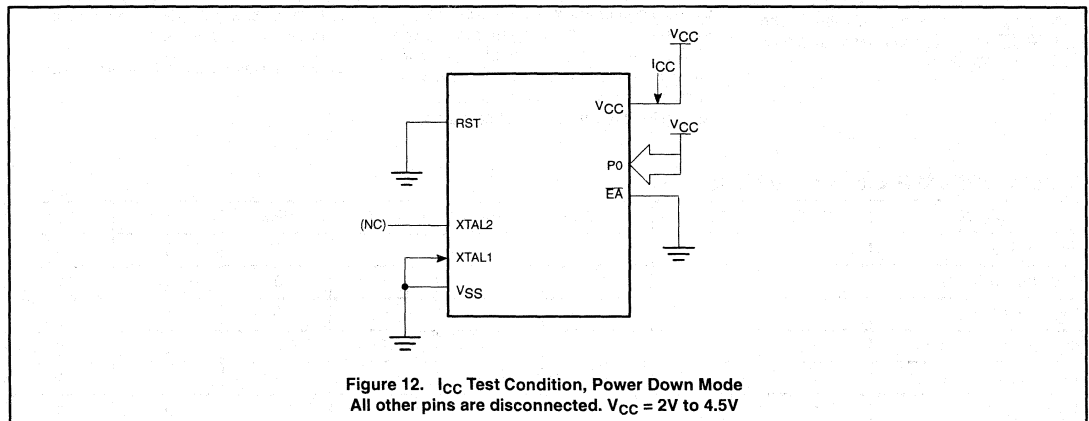 VCC
ICC
VCC
RST
VCC
P0
EA
(NC)
XTAL2
XTAL1
VSS
Figure 12. ICC Test Condition, Power Down Mode
All other pins are disconnected. VCC = 2V to 4.5V